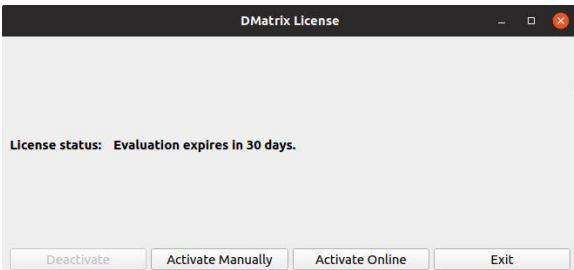 DMatrix License
License status: Evaluation expires in 30 days.
Deactivate Activate Manually Activate Online Exit